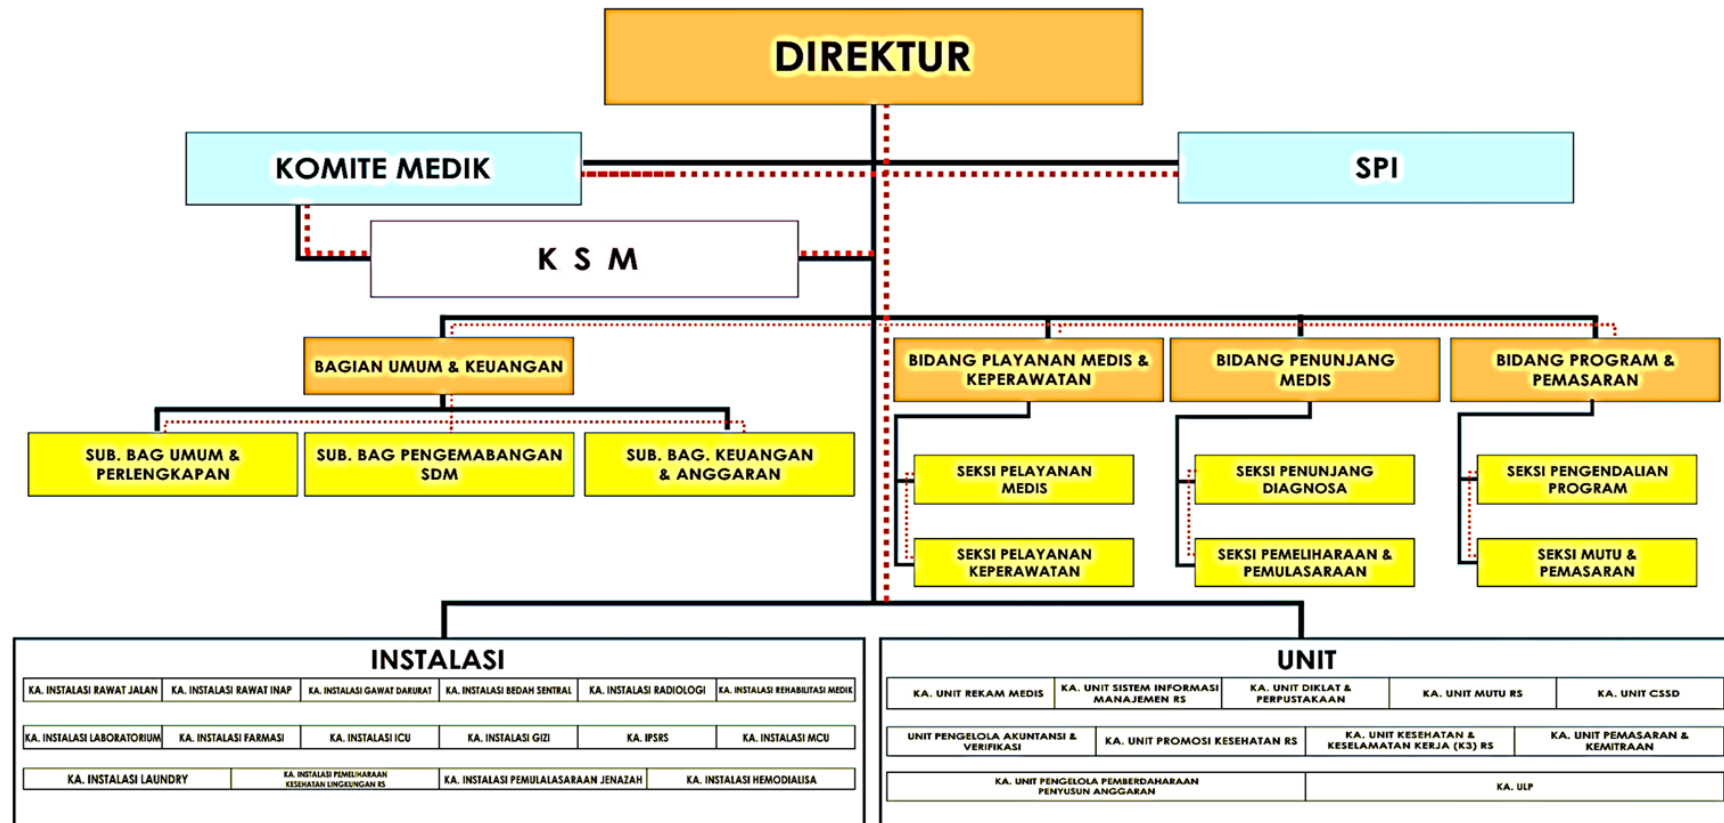 DIREKTUR
KOMITE MEDIK
SPI
K S M
BAGIAN UMUM & KEUANGAN
BIDANG PLAYANAN MEDIS &
KEPERAWATAN
BIDANG PENUNJANG
MEDIS
BIDANG PROGRAM &
PEMASARAN
SUB. BAG UMUM &
PERLENGKAPAN
SUB. BAG PENGEMABANGAN
SDM
SUB. BAG. KEUANGAN
& ANGGARAN
SEKSI PELAYANAN
MEDIS
SEKSI PENUNJANG
DIAGNOSA
SEKSI PENGENDALIAN
PROGRAM
SEKSI PELAYANAN
KEPERAWATAN
SEKSI PEMELIHARAAN &
PEMULASARAAN
SEKSI MUTU &
PEMASARAN
INSTALASI
KA. INSTALASI RAWAT JALAN
KA. INSTALASI RAWAT INAP
KA. INSTALASI GAWAT DARURAT
KA. INSTALASI BEDAH SENTRAL
KA. INSTALASI RADIOLOGI
KA. INSTALASI REHABILITASI MEDIK
KA. INSTALASI LABORATORIUM
KA. INSTALASI FARMASI
KA. INSTALASI ICU
KA. INSTALASI GIZI
KA. IPSRS
KA. INSTALASI MCU
KA. INSTALASI LAUNDRY
KA. INSTALASI PEMELIHARAAN
KESEHATAN LINGKUNGAN RS
KA. INSTALASI PEMULALASARAAN JENAZAH
KA. INSTALASI HEMODIALISA
UNIT
KA. UNIT REKAM MEDIS
KA. UNIT SISTEM INFORMASI
MANAJEMEN RS
KA. UNIT DIKLAT &
PERPUSTAKAAN
KA. UNIT MUTU RS
KA. UNIT CSSD
UNIT PENGELOLA AKUNTANSI &
VERIFIKASI
KA. UNIT PROMOSI KESEHATAN RS
KA. UNIT KESEHATAN &
KESELAMATAN KERJA (K3) RS
KA. UNIT PEMASARAN &
KEMITRAAN
KA. UNIT PENGELOLA PEMBERDAHARAAN
PENYUSUN ANGGARAN
KA. ULP